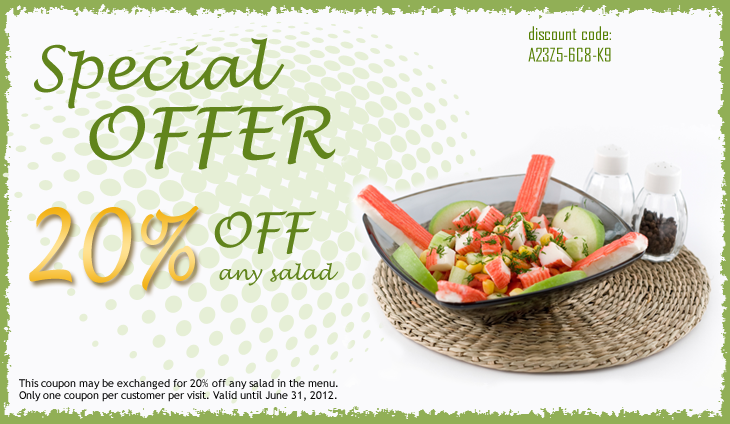 Special
OFFER
discount code:
A23Z5-6C8-K9
20% OFF
any salad
This coupon may be exchanged for 20% off any salad in the menu.
Only one coupon per customer per visit. Valid until June 31, 2012.